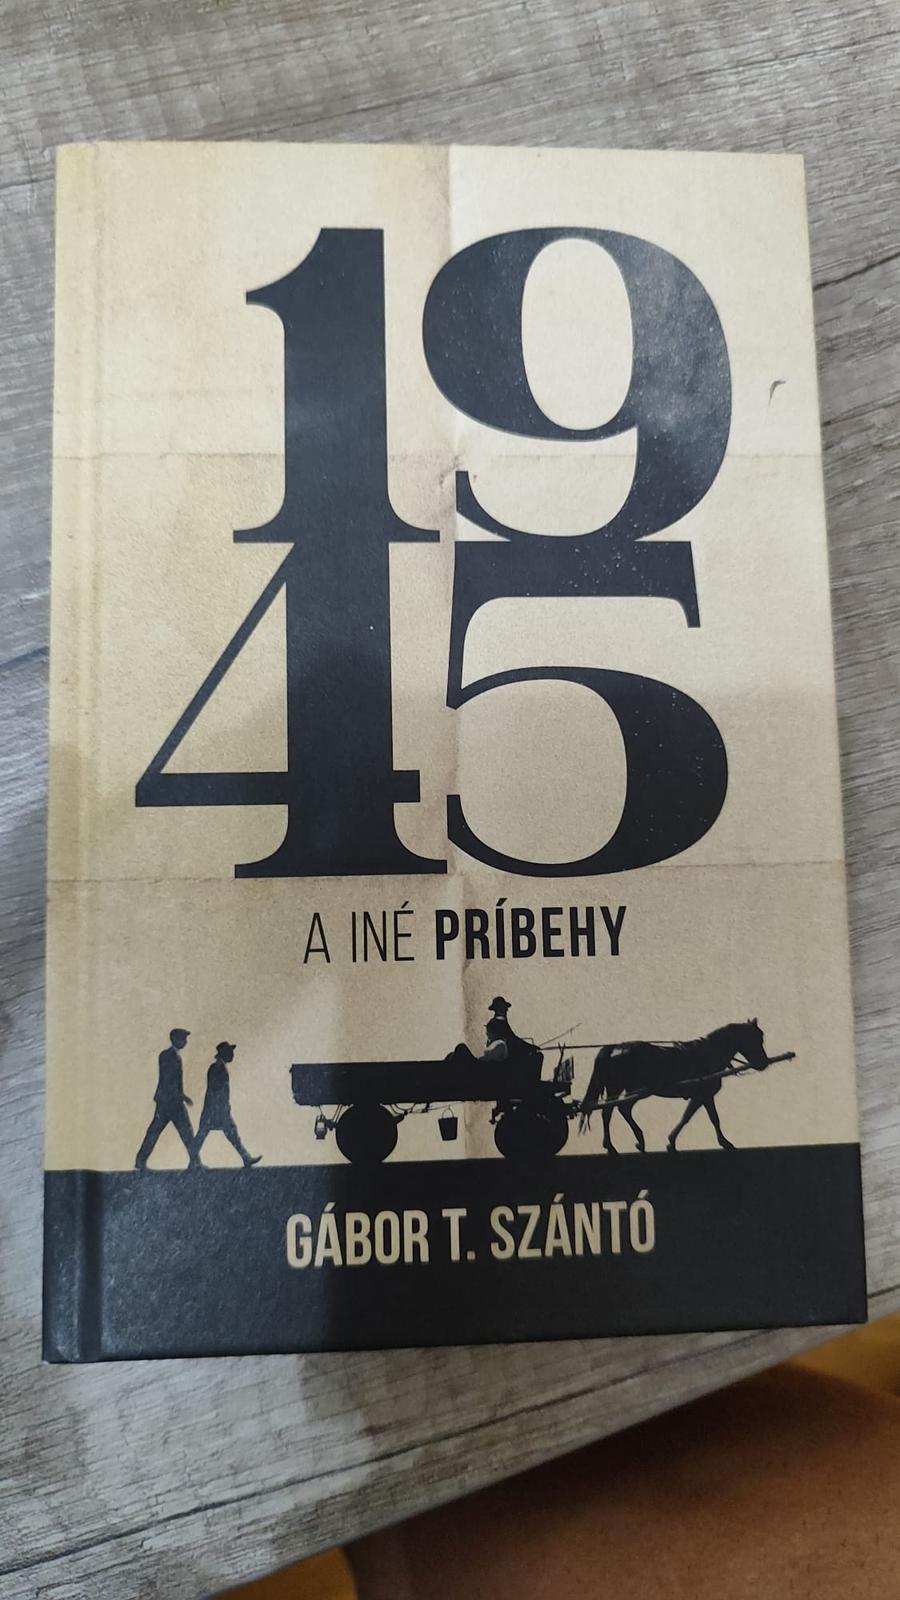 19
45
A INÉ PRÍBEHY
GÁBOR T. SZÁNTÓ